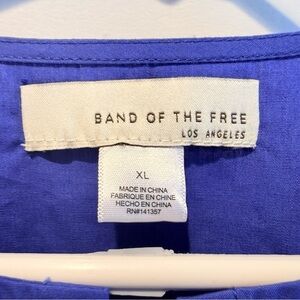 BAND OF THE FREE
LOS ANGELES
XL
MADE IN CHINA
FABRIQUE EN CHINE
HECHO EN CHINA
RN#141357